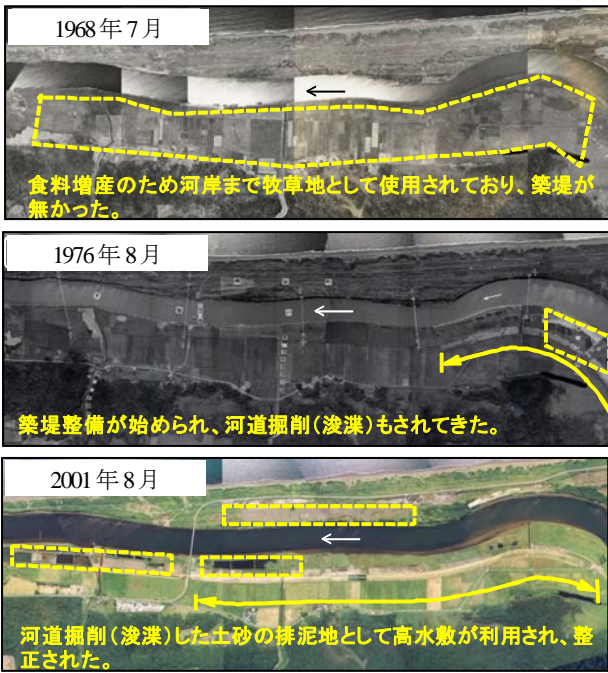 1968年7月
食料増産のため河岸まで牧草地として使用されており、築堤が
無かった。
1976年8月
築堤整備が始められ、河道掘削(浚渫)もされてきた。
2001年8月
河道掘削(浚渫)した土砂の排泥地として高水敷が利用され、整
正された。